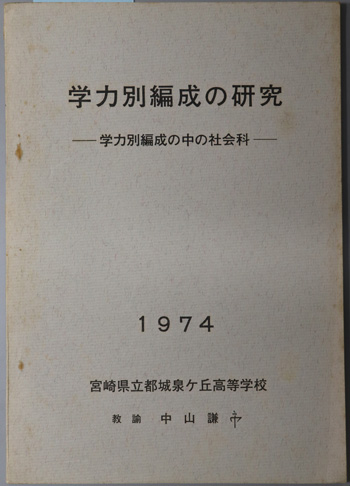 学力別編成の研究
——学力別編成の中の社会科——
1974
宮崎県立都城泉ケ丘高等学校
教諭 中山謙